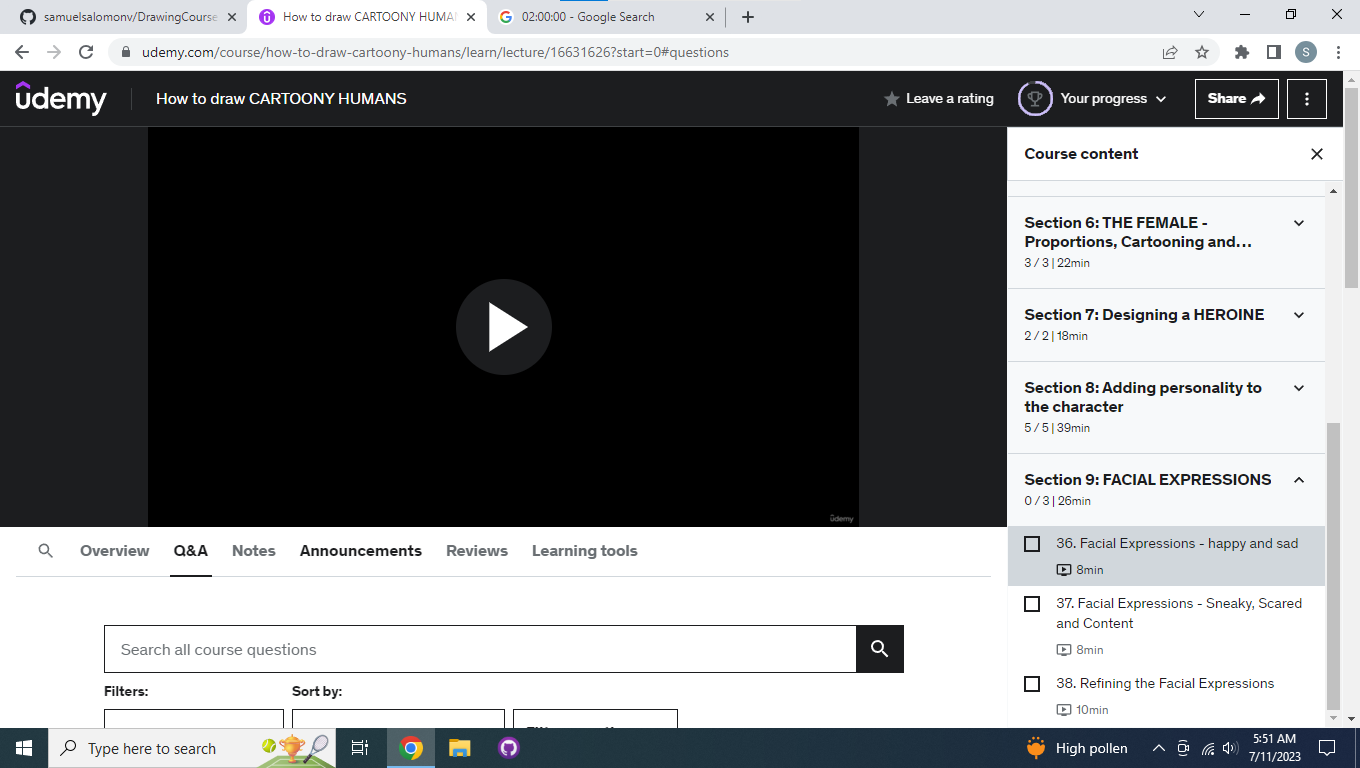 samuelsalomonv/DrawingCourse
How to draw CARTOONY HUMAN
02:00:00 - Google Search
udemy.com/course/how-to-draw-cartoony-humans/learn/lecture/16631626?start=0#questions
S
udemy
How to draw CARTOONY HUMANS
Leave a rating
Your progress
Share
Course content
Section 6: THE FEMALE -
Proportions, Cartooning and...
3 / 3 | 22min
Section 7: Designing a HEROINE
2 / 2 | 18min
Section 8: Adding personality to
the character
5 / 5 | 39min
Section 9: FACIAL EXPRESSIONS
0 / 3 | 26min
36. Facial Expressions - happy and sad
8min
37. Facial Expressions - Sneaky, Scared
and Content
8min
38. Refining the Facial Expressions
10min
udemy
Overview
Q&A
Notes
Announcements
Reviews
Learning tools
Search all course questions
Filters:
Sort by:
Type here to search
High pollen
5:51 AM
7/11/2023